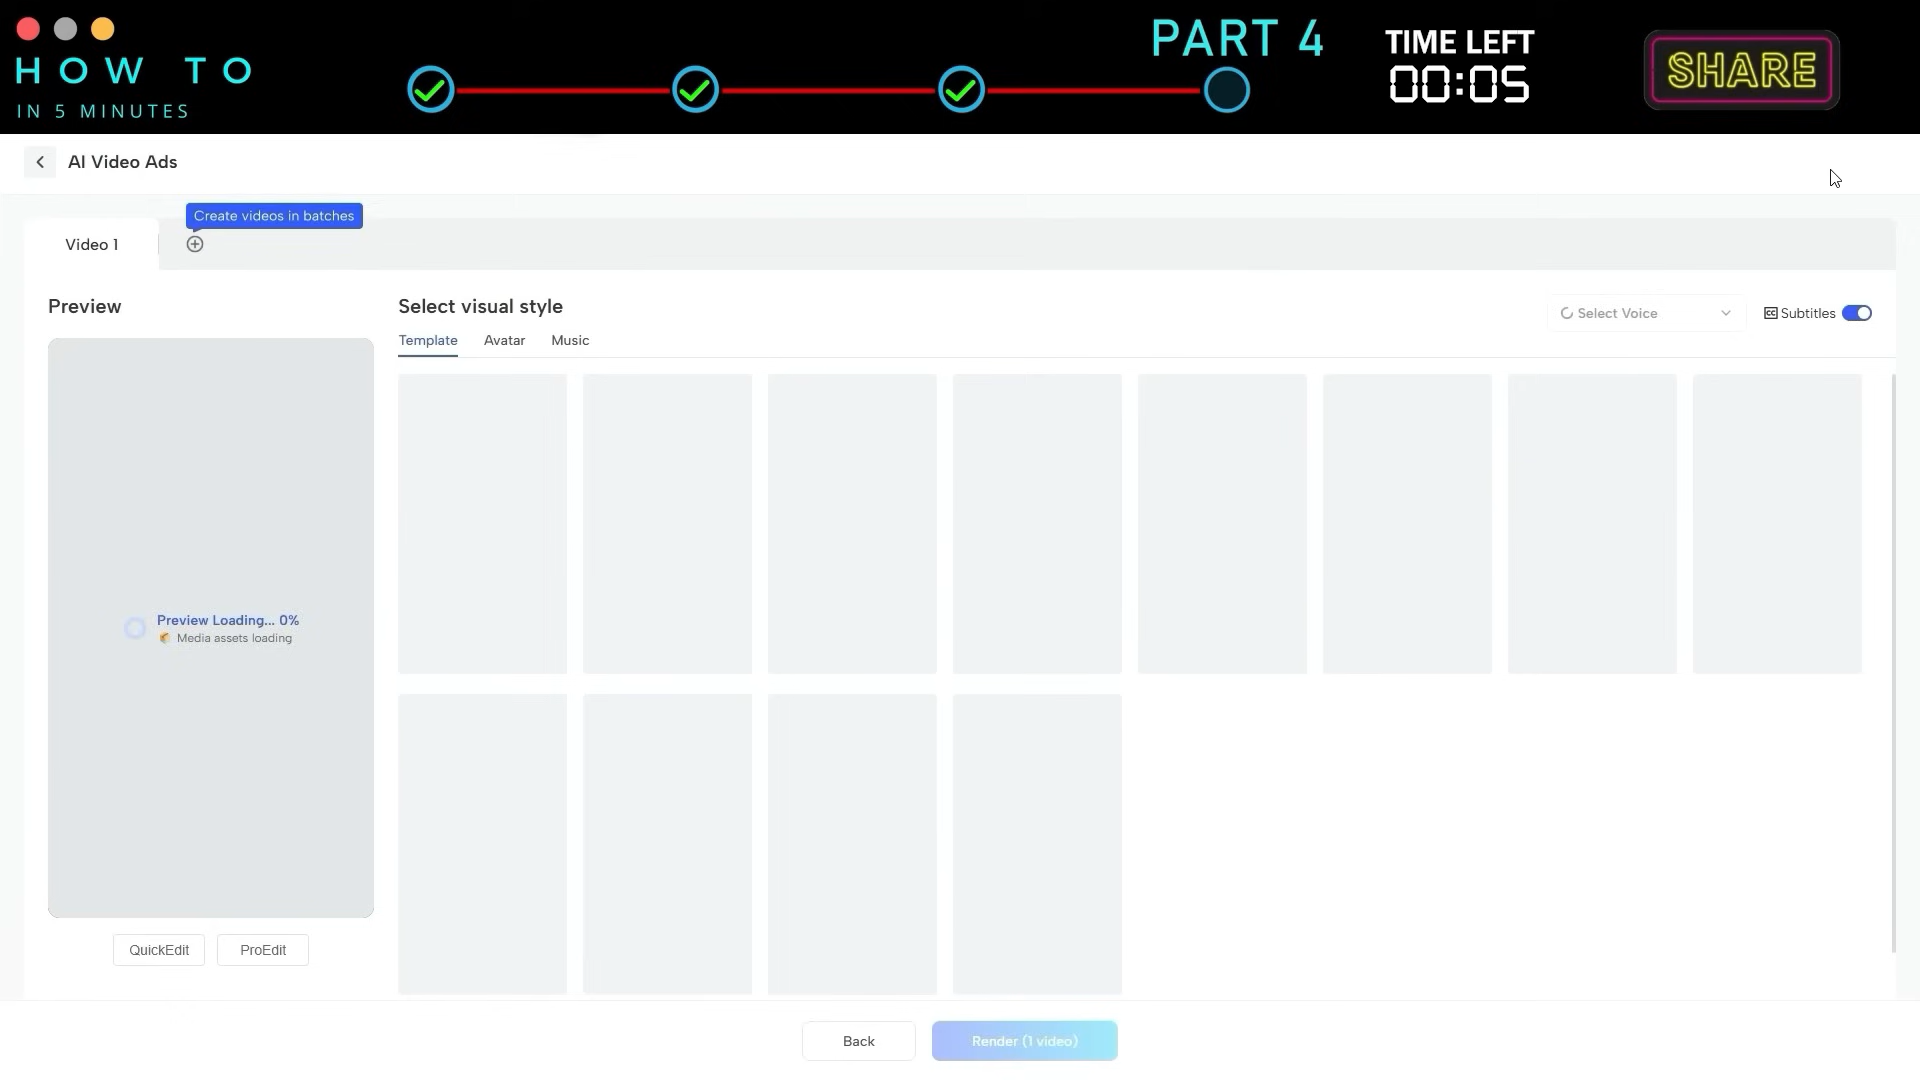 PART 4
TIME LEFT
00:05
SHARE
HOW TO
IN 5 MINUTES
AI Video Ads
Create videos in batches
Video 1
Preview
Select visual style
Select Voice
CC Subtitles
Template
Avatar
Music
Preview Loading... 0%
Media assets loading
QuickEdit
ProEdit
Back
Render (1 video)